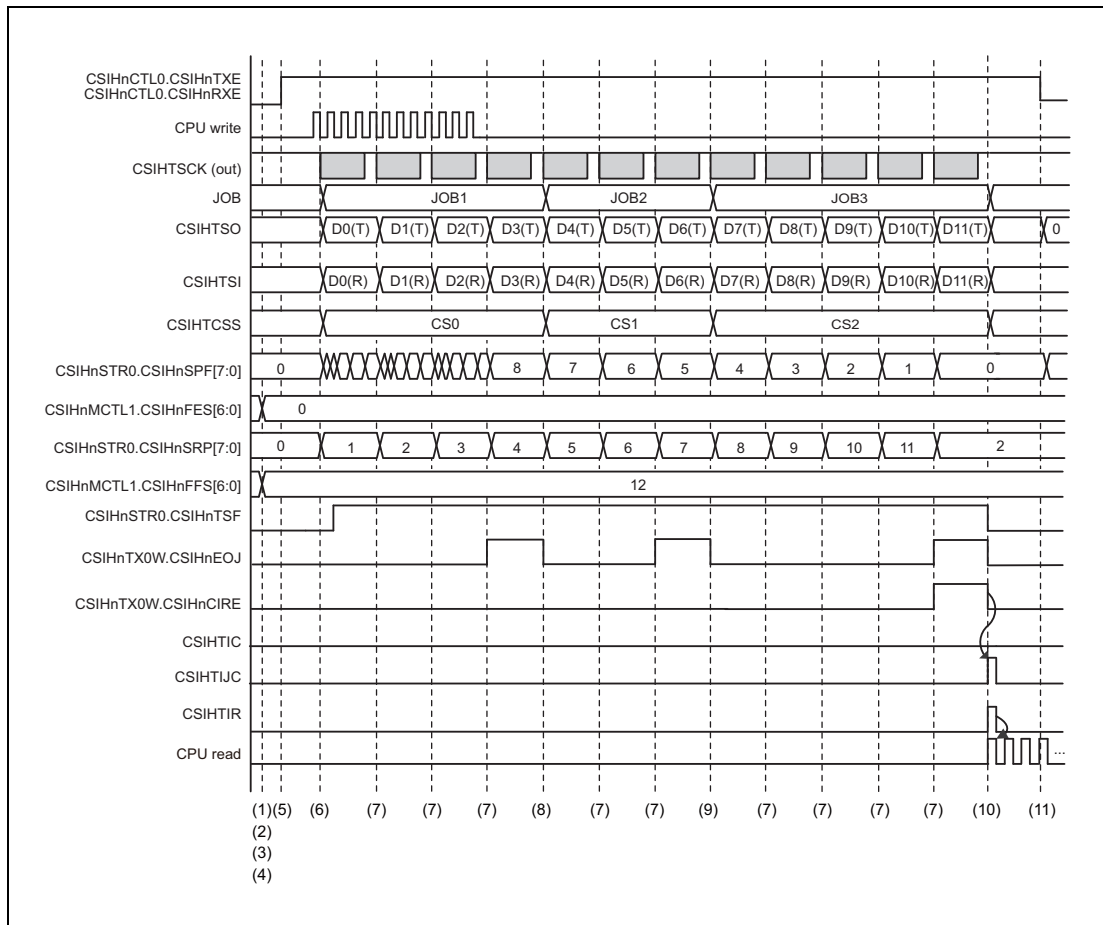 CSIHnCTL0.CSIHnTXE
CSIHnCTL0.CSIHnRXE
CPU write
CSIHTSCK (out)
JOB JOB1 JOB2 JOB3
CSIHTSO D0(T) D1(T) D2(T) D3(T) D4(T) D5(T) D6(T) D7(T) D8(T) D9(T) D10(T) D11(T) 0
CSIHTSI D0(R) D1(R) D2(R) D3(R) D4(R) D5(R) D6(R) D7(R) D8(R) D9(R) D10(R) D11(R)
CSIHTCSS CS0 CS1 CS2
CSIHnSTR0.CSIHnSPF[7:0] 0 8 7 6 5 4 3 2 1 0
CSIHnMCTL1.CSIHnFES[6:0] 0
CSIHnSTR0.CSIHnSRP[7:0] 0 1 2 3 4 5 6 7 8 9 10 11 2
CSIHnMCTL1.CSIHnFFS[6:0] 12
CSIHnSTR0.CSIHnTSF
CSIHnTX0W.CSIHnEOJ
CSIHnTX0W.CSIHnCIRE
CSIHTIC
CSIHTIJC
CSIHTIR
CPU read ...
(1) (5) (6) (7) (7) (7) (8) (7) (7) (9) (7) (7) (7) (7) (10) (11)
(2)
(3)
(4)